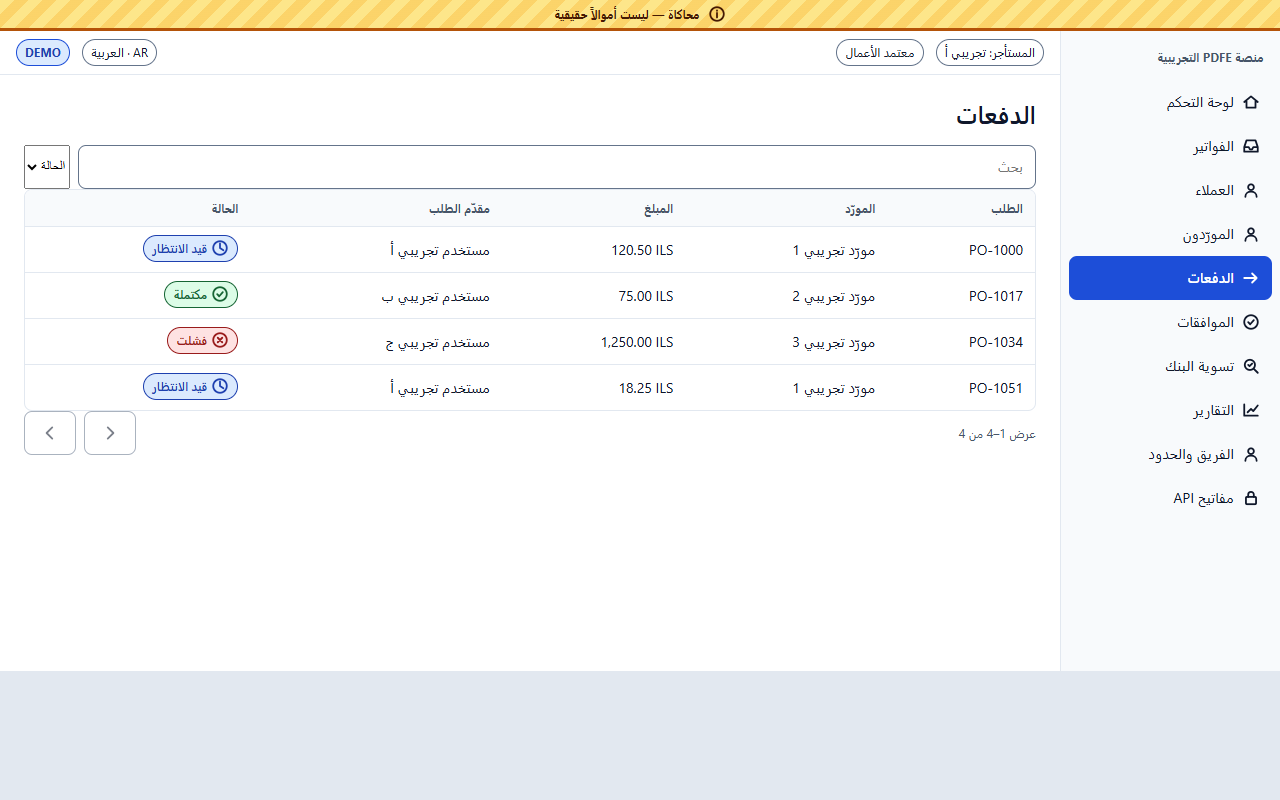 محاكاة — ليست أموالاً حقيقية
منصة PDFE التجريبية
لوحة التحكم
الفواتير
العملاء
المورّدون
الدفعات
الموافقات
تسوية البنك
التقارير
الفريق والحدود
مفاتيح API
المستأجر: تجريبي أ
معتمد الأعمال
AR · العربية
DEMO
الدفعات
بحث
الحالة
الطلب المورّد المبلغ مقدّم الطلب الحالة
PO-1000 مورّد تجريبي 1 120.50 ILS مستخدم تجريبي أ قيد الانتظار
PO-1017 مورّد تجريبي 2 75.00 ILS مستخدم تجريبي ب مكتملة
PO-1034 مورّد تجريبي 3 1,250.00 ILS مستخدم تجريبي ج فشلت
PO-1051 مورّد تجريبي 1 18.25 ILS مستخدم تجريبي أ قيد الانتظار
عرض 1–4 من 4